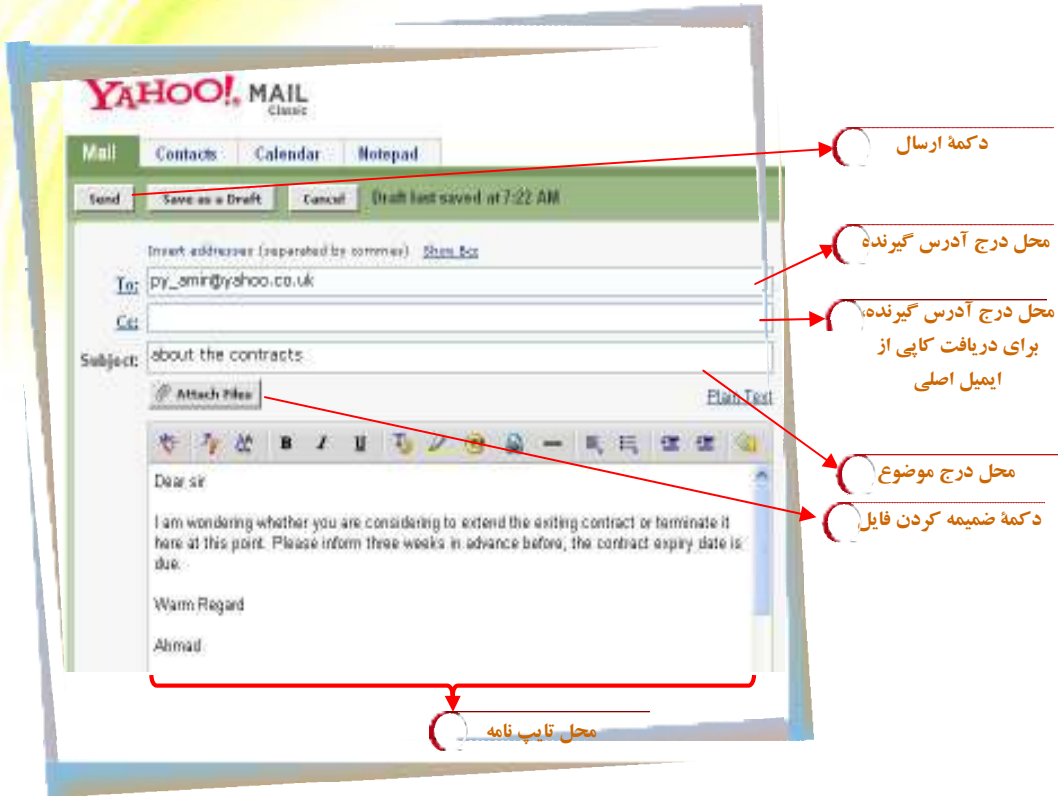 YAHOO!, MAIL
Classic
Mail Contacts Calendar Notepad
دکمهٔ ارسال
Send Save as a Draft Cancel Draft last saved at 7:22 AM
Insert addresses (separated by commas) Show Bcc
محل درج آدرس گیرنده
To: py_amir@yahoo.co.uk
Cc:
محل درج آدرس گیرنده،
برای دریافت کاپی از
ایمیل اصلی
Subject: about the contracts
Attach Files Plain Text
B I U
محل درج موضوع
دکمهٔ ضمیمه کردن فایل
Dear sir
I am wondering whether you are considering to extend the exiting contract or terminate it
here at this point. Please inform three weeks in advance before, the contract expiry date is
due.
Warm Regard
Ahmad
محل تایپ نامه